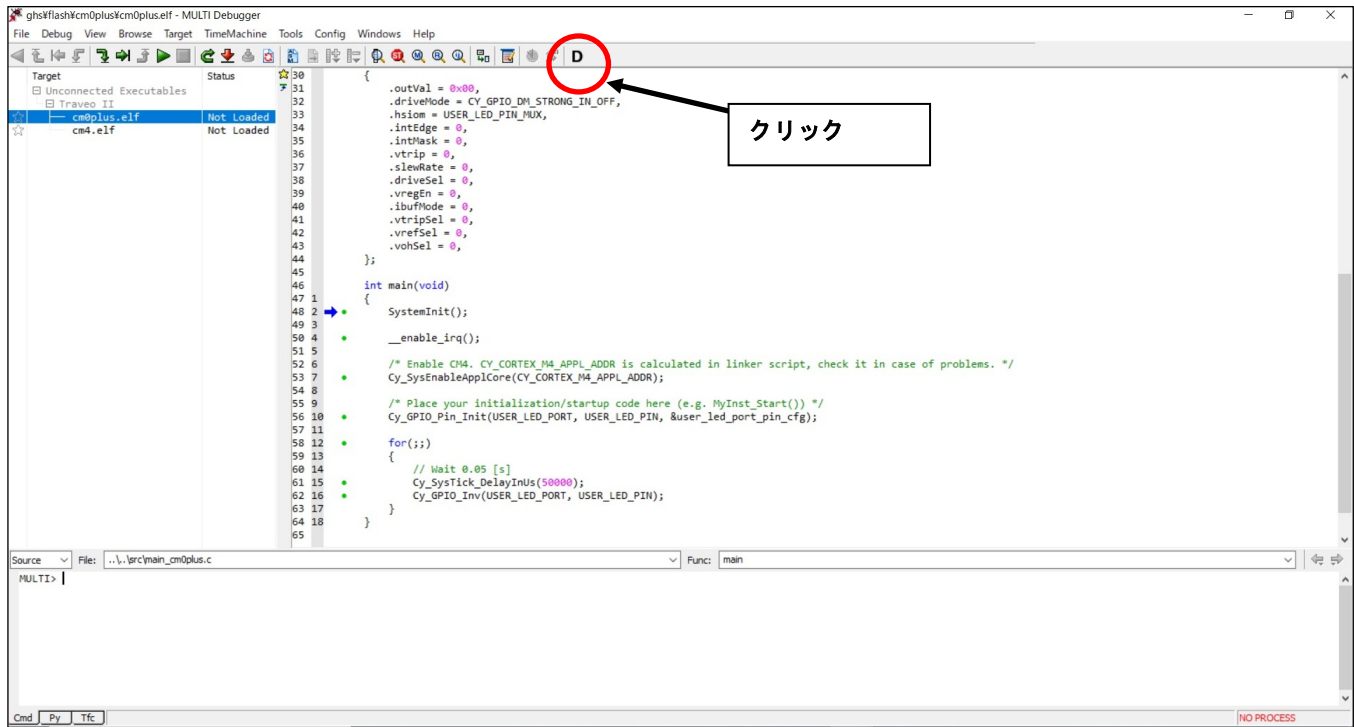 ghs¥flash¥cm0plus¥cm0plus.elf - MULTI Debugger
File Debug View Browse Target TimeMachine Tools Config Windows Help
D
クリック
Target Status
Unconnected Executables
Traveo II
cm0plus.elf Not Loaded
cm4.elf Not Loaded
30 {
31 .outVal = 0x00,
32 .driveMode = CY_GPIO_DM_STRONG_IN_OFF,
33 .hsiom = USER_LED_PIN_MUX,
34 .intEdge = 0,
35 .intMask = 0,
36 .vtrip = 0,
37 .slewRate = 0,
38 .driveSel = 0,
39 .vregEn = 0,
40 .ibufMode = 0,
41 .vtripSel = 0,
42 .vrefSel = 0,
43 .vohSel = 0,
44 };
45
46 int main(void)
47 1 {
48 2 SystemInit();
49 3
50 4 __enable_irq();
51 5
52 6 /* Enable CM4. CY_CORTEX_M4_APPL_ADDR is calculated in linker script, check it in case of problems. */
53 7 Cy_SysEnableApplCore(CY_CORTEX_M4_APPL_ADDR);
54 8
55 9 /* Place your initialization/startup code here (e.g. MyInst_Start()) */
56 10 Cy_GPIO_Pin_Init(USER_LED_PORT, USER_LED_PIN, &user_led_port_pin_cfg);
57 11
58 12 for(;;)
59 13 {
60 14 // Wait 0.05 [s]
61 15 Cy_SysTick_DelayInUs(50000);
62 16 Cy_GPIO_Inv(USER_LED_PORT, USER_LED_PIN);
63 17 }
64 18 }
65
Source File: ..\..\src\main_cm0plus.c Func: main
MULTI>
Cmd Py Tfc NO PROCESS